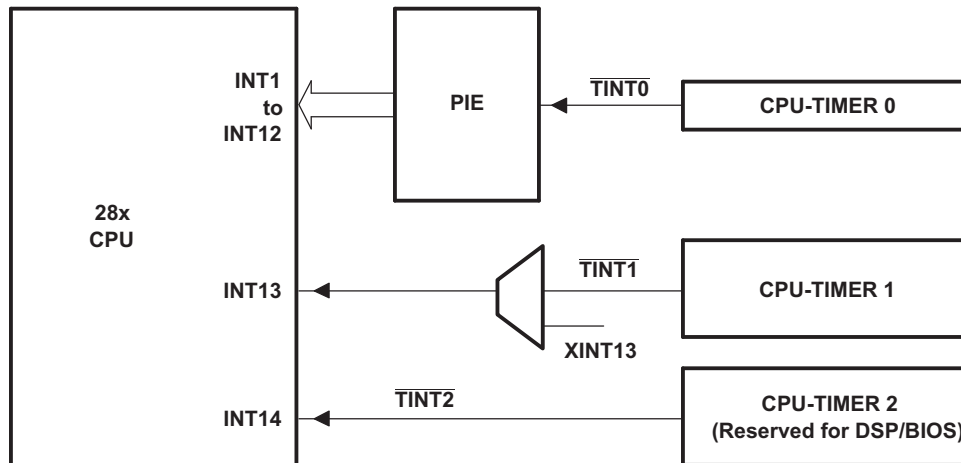 INT1
to
INT12
PIE
TINT0
CPU-TIMER 0
28x
CPU
INT13
TINT1
CPU-TIMER 1
XINT13
INT14
TINT2
CPU-TIMER 2
(Reserved for DSP/BIOS)